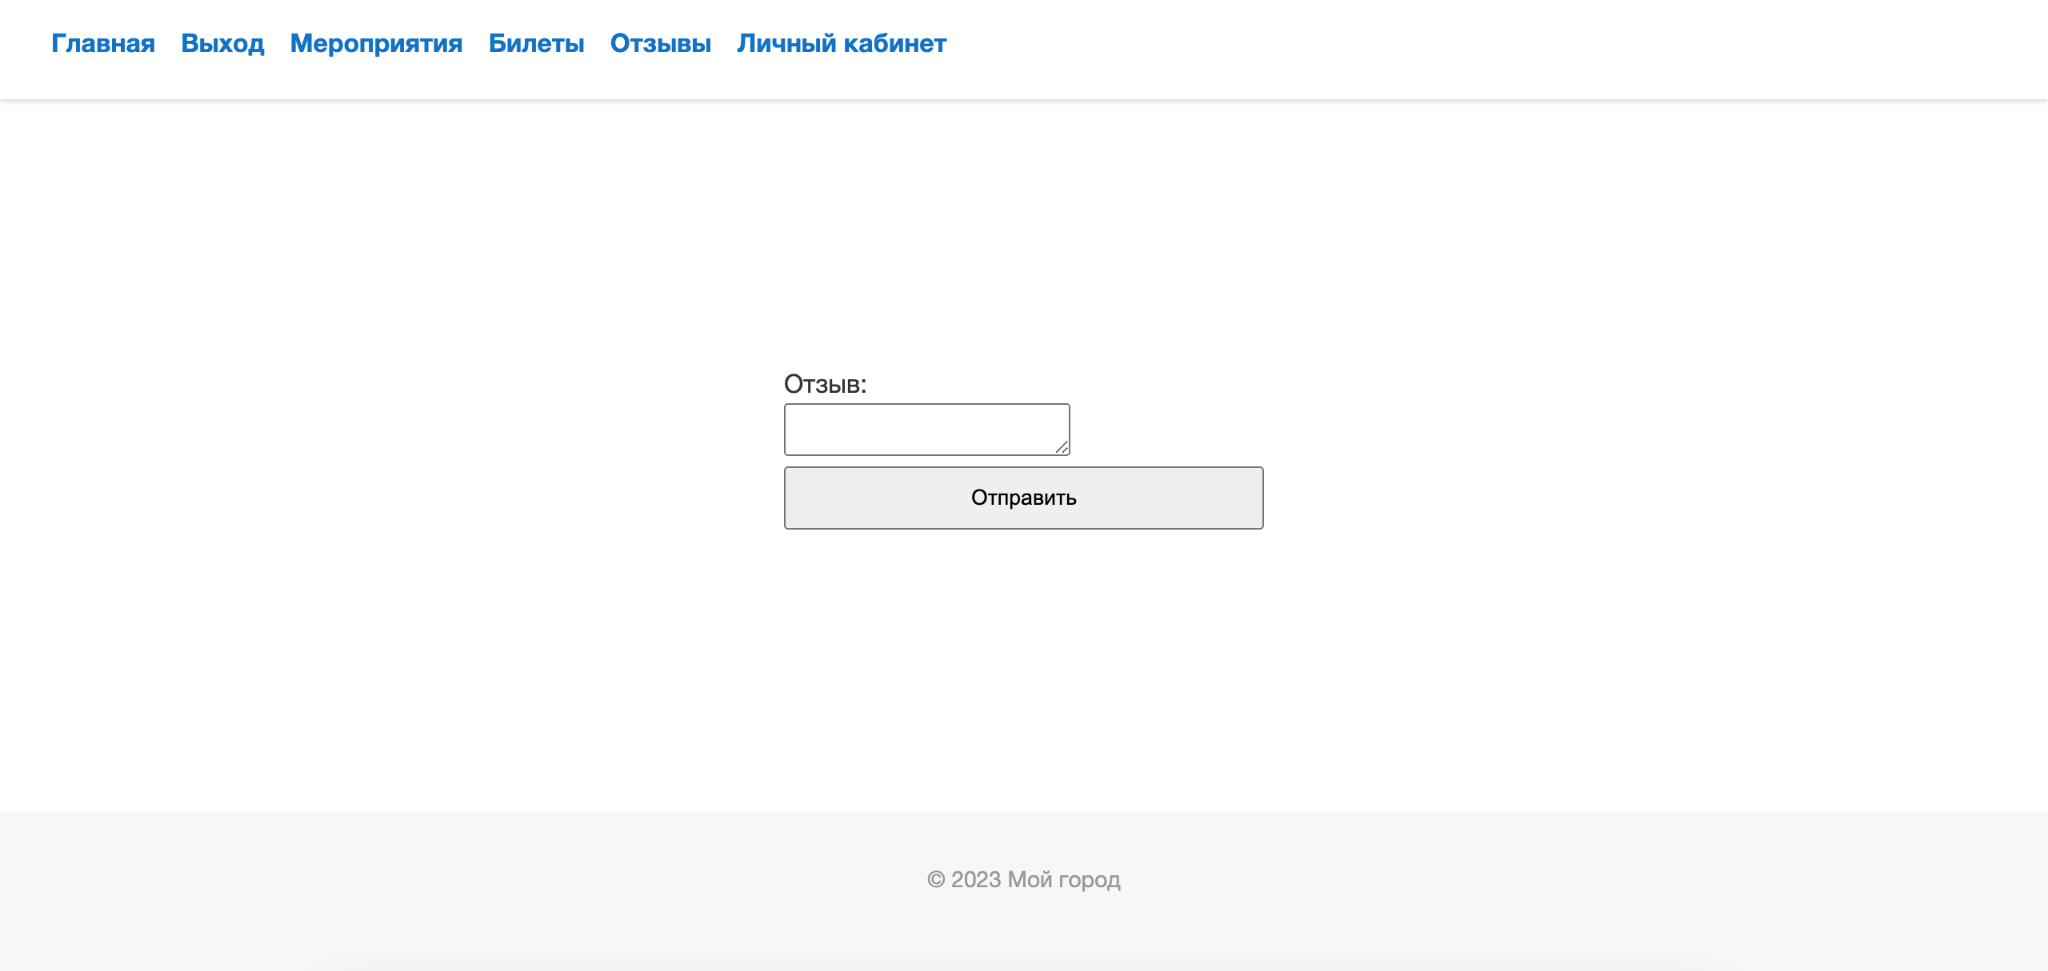 Главная Выход Мероприятия Билеты Отзывы Личный кабинет
Отзыв:
Отправить
© 2023 Мой город